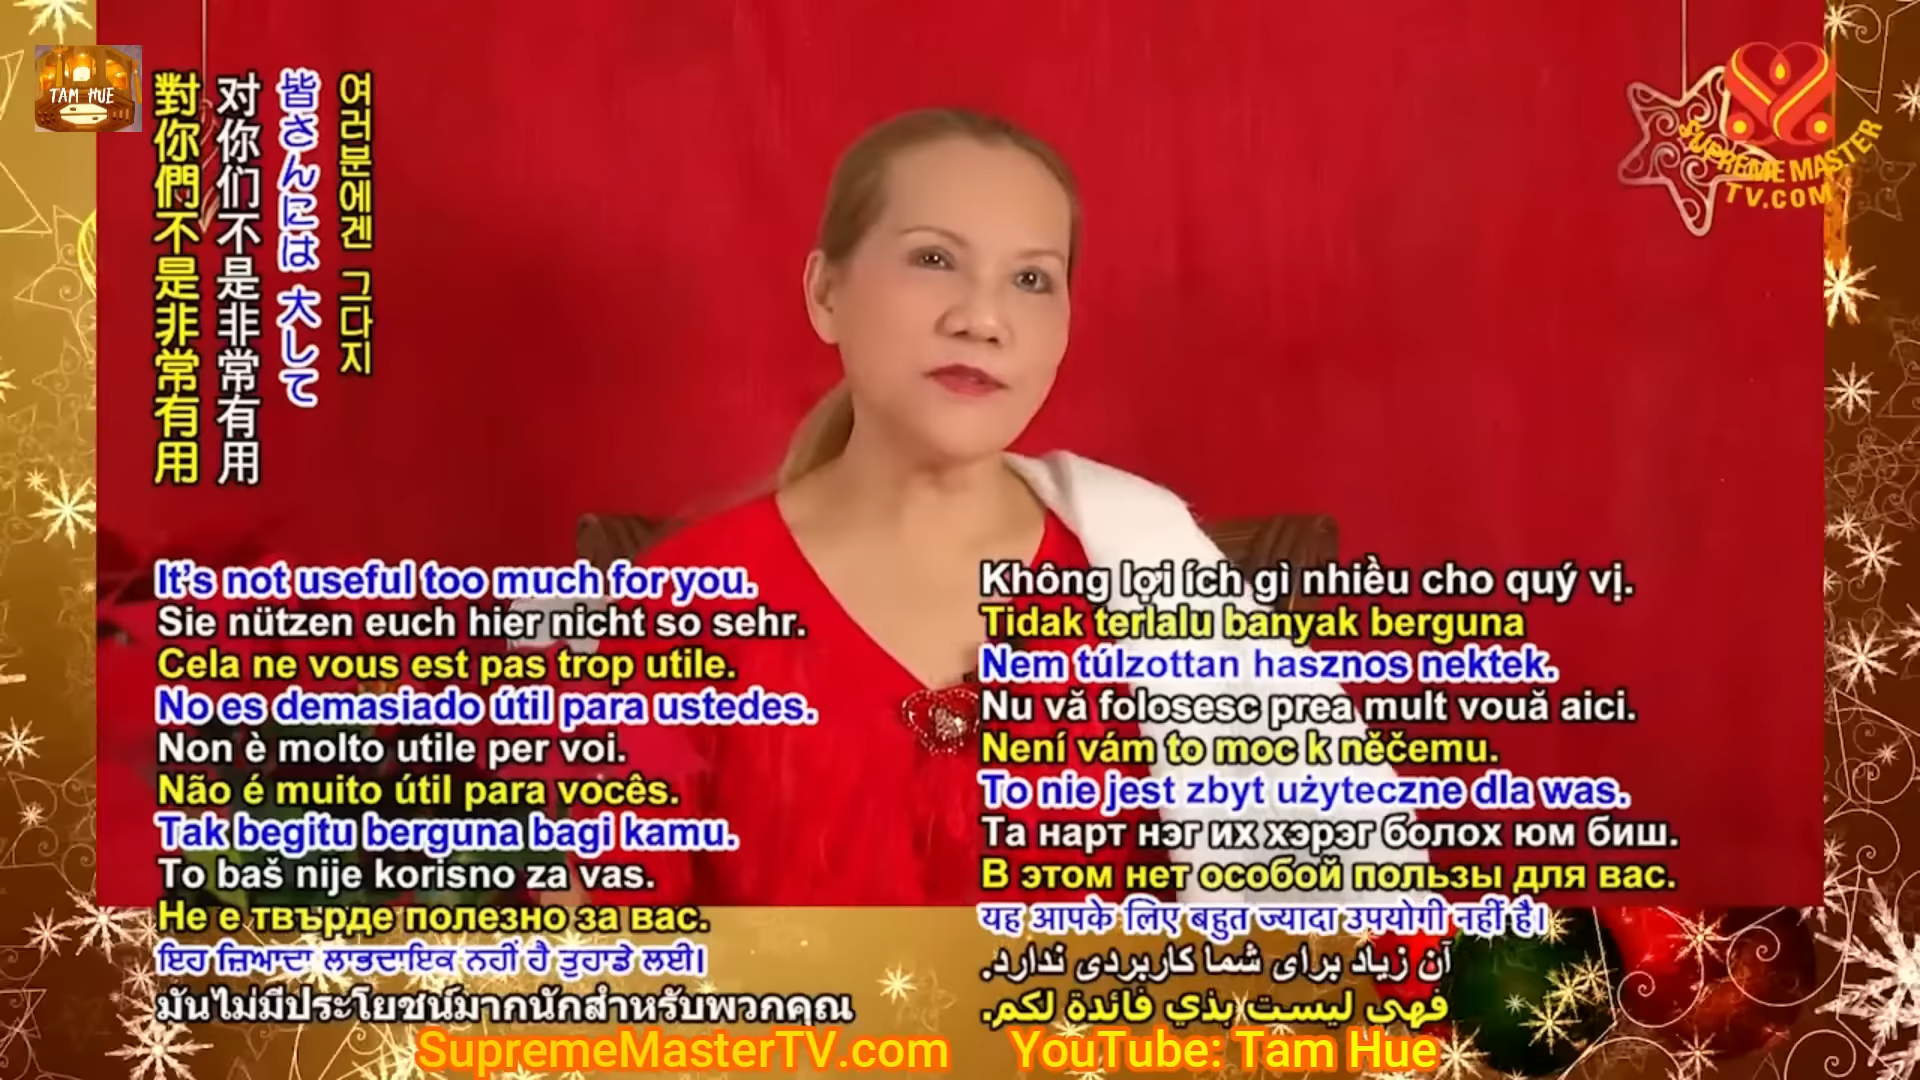 TAM HUE
對你們不是非常有用
对你们不是非常有用
皆さんには 大して
여러분에겐 그다지
SUPREME MASTER
TV.COM
It's not useful too much for you.
Sie nützen euch hier nicht so sehr.
Cela ne vous est pas trop utile.
No es demasiado útil para ustedes.
Non è molto utile per voi.
Não é muito útil para vocês.
Tak begitu berguna bagi kamu.
To baš nije korisno za vas.
Не е твърде полезно за вас.
ਇਹ ਜ਼ਿਆਦਾ ਲਾਭਦਾਇਕ ਨਹੀਂ ਹੈ ਤੁਹਾਡੇ ਲਈ।
มันไม่มีประโยชน์มากนักสำหรับพวกคุณ
Không lợi ích gì nhiều cho quý vị.
Tidak terlalu banyak berguna
Nem túlzottan hasznos nektek.
Nu vă folosesc prea mult vouă aici.
Není vám to moc k něčemu.
To nie jest zbyt użyteczne dla was.
Та нарт нэг их хэрэг болох юм биш.
В этом нет особой пользы для вас.
यह आपके लिए बहुत ज्यादा उपयोगी नहीं है।
آن زیاد برای شما کاربردی ندارد.
فهي ليست بذي فائدة لكم.
SupremeMasterTV.com YouTube: Tâm Hue